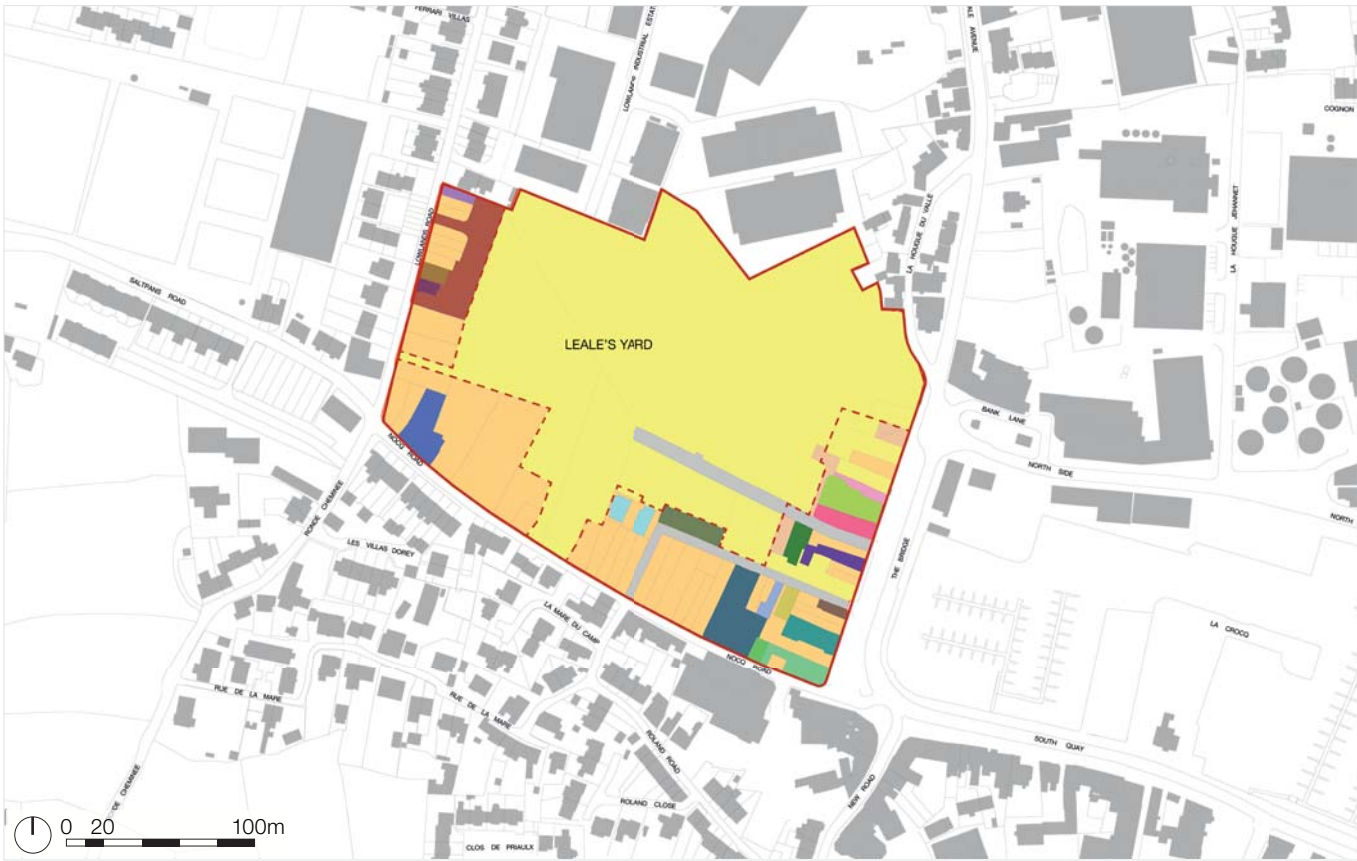 FERRARI VILLAS
LOWLANDS INDUSTRIAL ESTAT
ALE AVENUE
COGNON
LOWLANDS ROAD
LA HOUGUE DU VALLE
LA HOUGUE JEHANNET
SALTPANS ROAD
LEALE'S YARD
BANK LANE
NOCQ ROAD
NORTH SIDE
NORTH
RONDE CHEMINEE
LES VILLAS DOREY
THE BRIDGE
LA MARE DU CAMP
LA CROCQ
NOCQ ROAD
RUE DE LA MARE
RUE DE LA MARE
ROLAND ROAD
SOUTH QUAY
NEW ROAD
DE CHEMINEE
ROLAND CLOSE
0 20 100m
CLOS DE PRIAULX